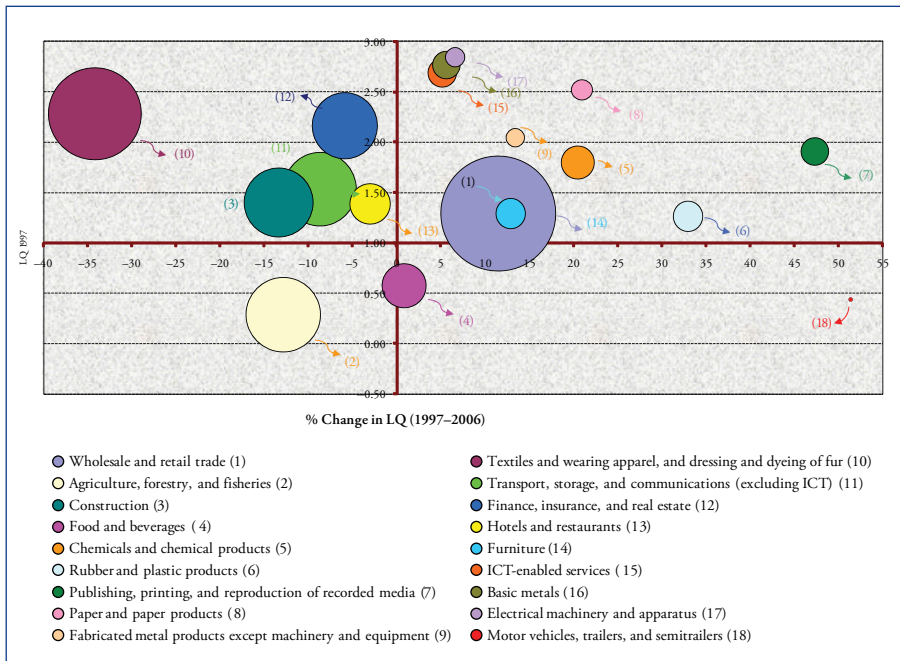 3.00
(17)
(12)
2.50
(16)
(15)
(8)
2.00
(10)
(11)
(9)
(5)
(7)
(1)
1.50
(3)
(13)
(14)
(6)
LQ 1997
1.00
–40 –35 –30 –25 –20 –15 –10 –5 0 5 10 15 20 25 30 35 40 45 50 55
0.50
(4)
(18)
0.00
(2)
–0.50
% Change in LQ (1997–2006)
Wholesale and retail trade (1)
Agriculture, forestry, and fisheries (2)
Construction (3)
Food and beverages ( 4)
Chemicals and chemical products (5)
Rubber and plastic products (6)
Publishing, printing, and reproduction of recorded media (7)
Paper and paper products (8)
Fabricated metal products except machinery and equipment (9)
Textiles and wearing apparel, and dressing and dyeing of fur (10)
Transport, storage, and communications (excluding ICT) (11)
Finance, insurance, and real estate (12)
Hotels and restaurants (13)
Furniture (14)
ICT-enabled services ( 15)
Basic metals (16)
Electrical machinery and apparatus (17)
Motor vehicles, trailers, and semitrailers (18)